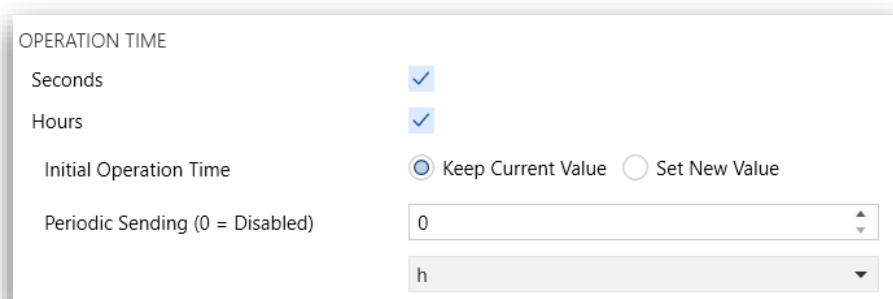 OPERATION TIME
Seconds
Hours
Initial Operation Time Keep Current Value Set New Value
Periodic Sending (0 = Disabled) 0
h